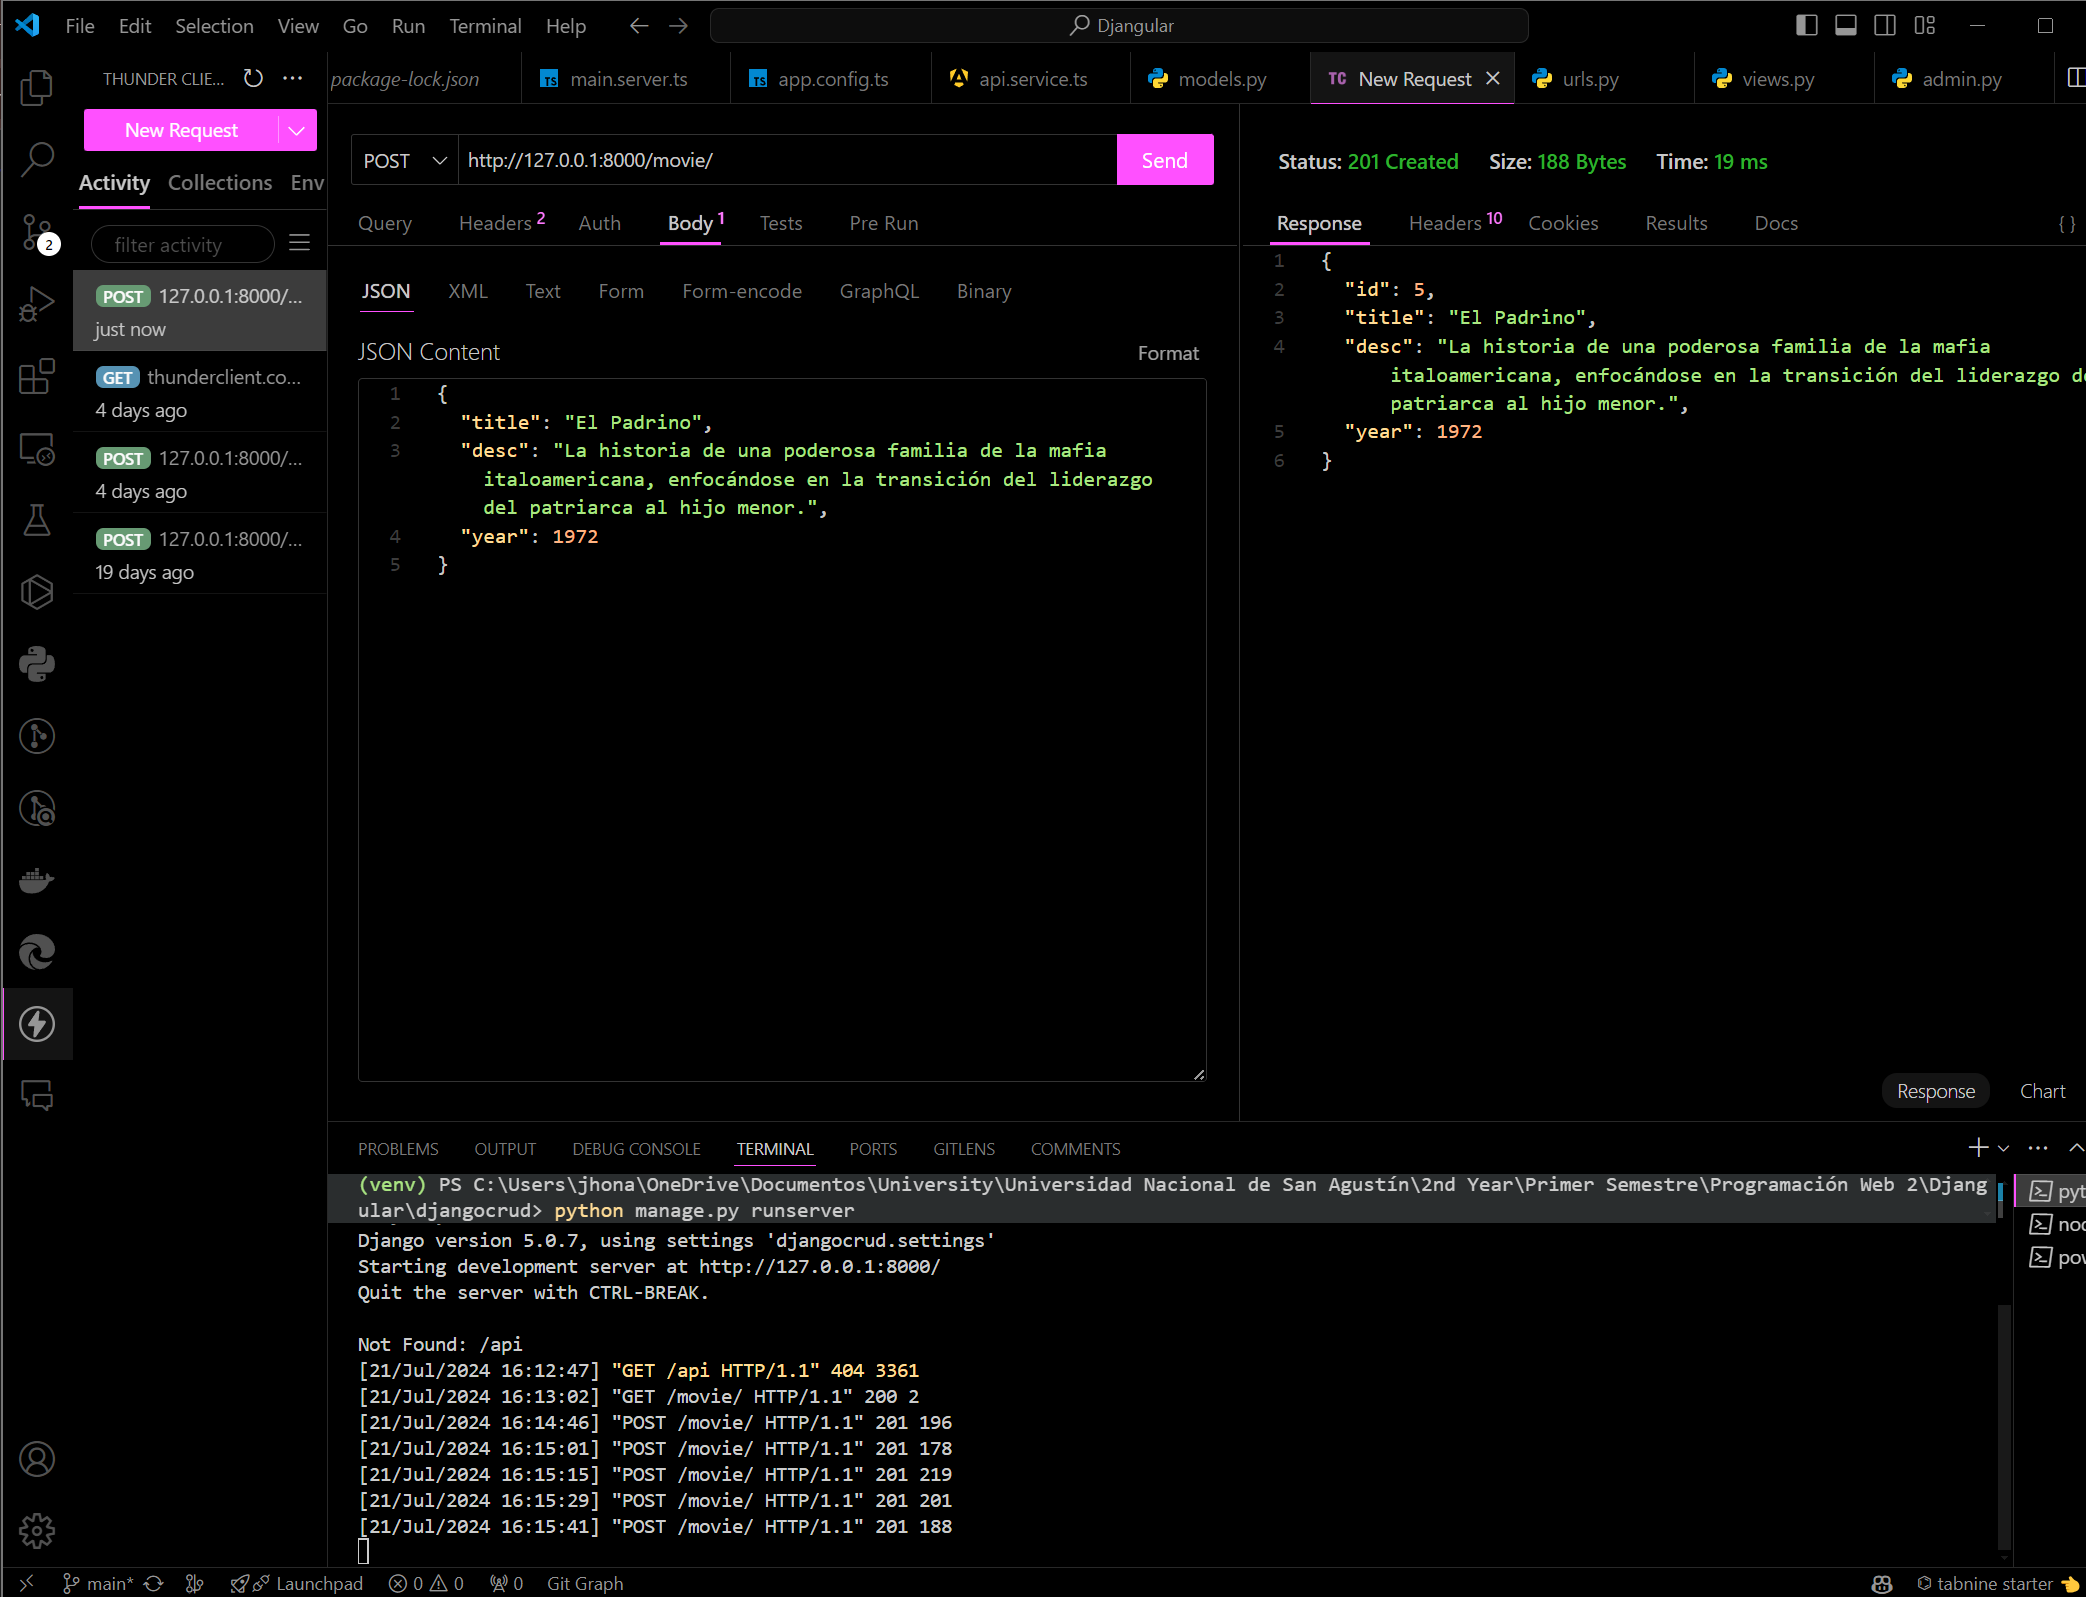 File Edit Selection View Go Run Terminal Help
Djangular
THUNDER CLIE...
package-lock.json
main.server.ts
app.config.ts
api.service.ts
models.py
TC New Request
urls.py
views.py
admin.py
New Request
Activity Collections Env
filter activity
POST 127.0.0.1:8000/...
just now
GET thunderclient.co...
4 days ago
POST 127.0.0.1:8000/...
4 days ago
POST 127.0.0.1:8000/...
19 days ago
2
POST http://127.0.0.1:8000/movie/ Send
Query Headers 2 Auth Body 1 Tests Pre Run
JSON XML Text Form Form-encode GraphQL Binary
JSON Content Format
1 {
2 "title": "El Padrino",
3 "desc": "La historia de una poderosa familia de la mafia
italoamericana, enfocándose en la transición del liderazgo
del patriarca al hijo menor.",
4 "year": 1972
5 }
Status: 201 Created Size: 188 Bytes Time: 19 ms
Response Headers 10 Cookies Results Docs { }
1 {
2 "id": 5,
3 "title": "El Padrino",
4 "desc": "La historia de una poderosa familia de la mafia
italoamericana, enfocándose en la transición del liderazgo
patriarca al hijo menor.",
5 "year": 1972
6 }
Response Chart
PROBLEMS OUTPUT DEBUG CONSOLE TERMINAL PORTS GITLENS COMMENTS
(venv) PS C:\Users\jhona\OneDrive\Documentos\University\Universidad Nacional de San Agustín\2nd Year\Primer Semestre\Programación Web 2\Djang
ular\djangocrud> python manage.py runserver
Django version 5.0.7, using settings 'djangocrud.settings'
Starting development server at http://127.0.0.1:8000/
Quit the server with CTRL-BREAK.
Not Found: /api
[21/Jul/2024 16:12:47] "GET /api HTTP/1.1" 404 3361
[21/Jul/2024 16:13:02] "GET /movie/ HTTP/1.1" 200 2
[21/Jul/2024 16:14:46] "POST /movie/ HTTP/1.1" 201 196
[21/Jul/2024 16:15:01] "POST /movie/ HTTP/1.1" 201 178
[21/Jul/2024 16:15:15] "POST /movie/ HTTP/1.1" 201 219
[21/Jul/2024 16:15:29] "POST /movie/ HTTP/1.1" 201 201
[21/Jul/2024 16:15:41] "POST /movie/ HTTP/1.1" 201 188
pyt
noc
pow
main* Launchpad 0 0 0 Git Graph tabnine starter